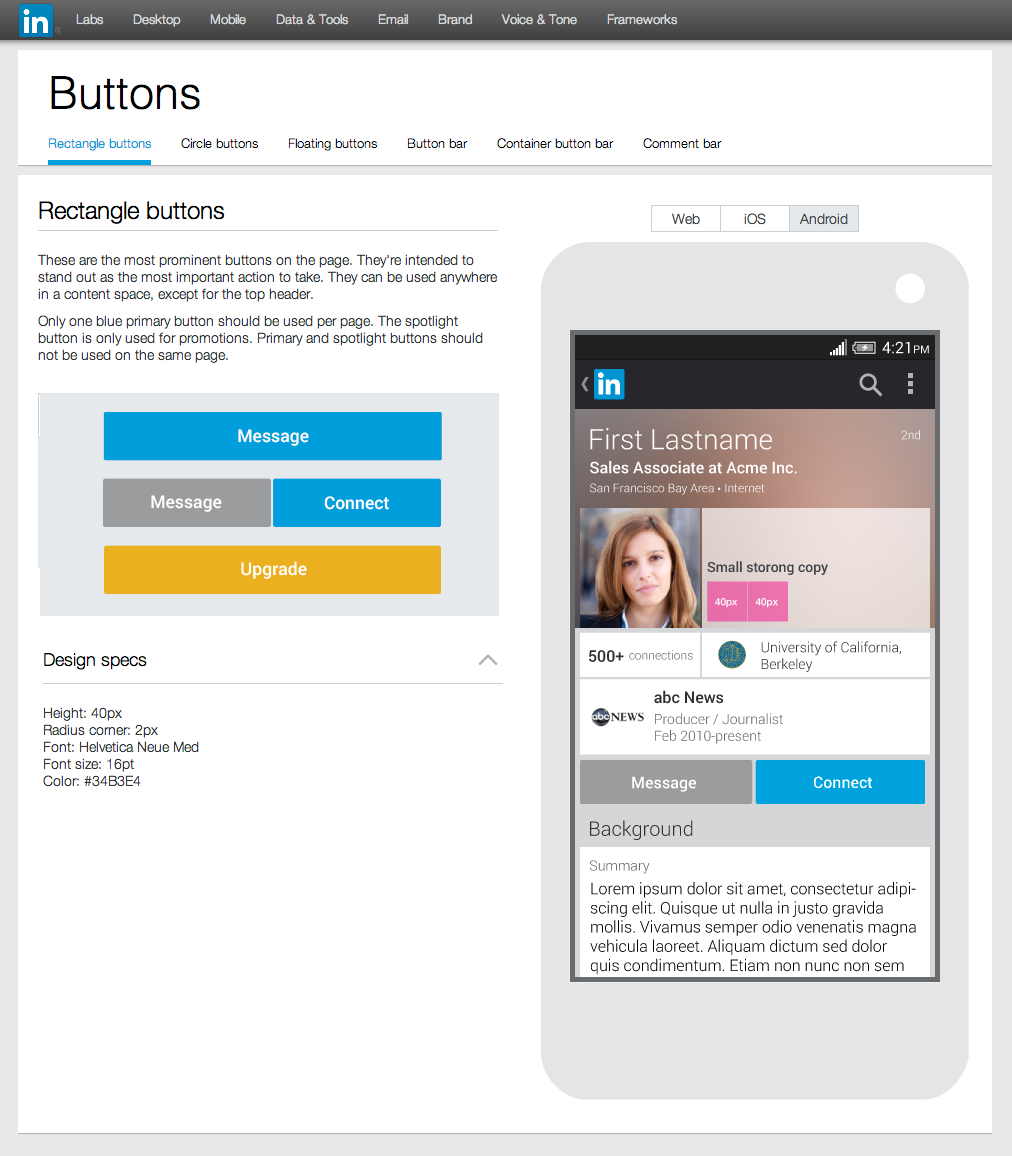 in
Labs Desktop Mobile Data & Tools Email Brand Voice & Tone Frameworks
Buttons
Rectangle buttons Circle buttons Floating buttons Button bar Container button bar Comment bar
Rectangle buttons
These are the most prominent buttons on the page. They're intended to
stand out as the most important action to take. They can be used anywhere
in a content space, except for the top header.
Only one blue primary button should be used per page. The spotlight
button is only used for promotions. Primary and spotlight buttons should
not be used on the same page.
Message
Message Connect
Upgrade
Design specs
Height: 40px
Radius corner: 2px
Font: Helvetica Neue Med
Font size: 16pt
Color: #34B3E4
Web iOS Android
4:21PM
in
First Lastname 2nd
Sales Associate at Acme Inc.
San Francisco Bay Area • Internet
Small storong copy
40px 40px
500+ connections
University of California,
Berkeley
abc NEWS
abc News
Producer / Journalist
Feb 2010-present
Message Connect
Background
Summary
Lorem ipsum dolor sit amet, consectetur adipi-
scing elit. Quisque ut nulla in justo gravida
mollis. Vivamus semper odio venenatis magna
vehicula laoreet. Aliquam dictum sed dolor
quis condimentum. Etiam non nunc non sem